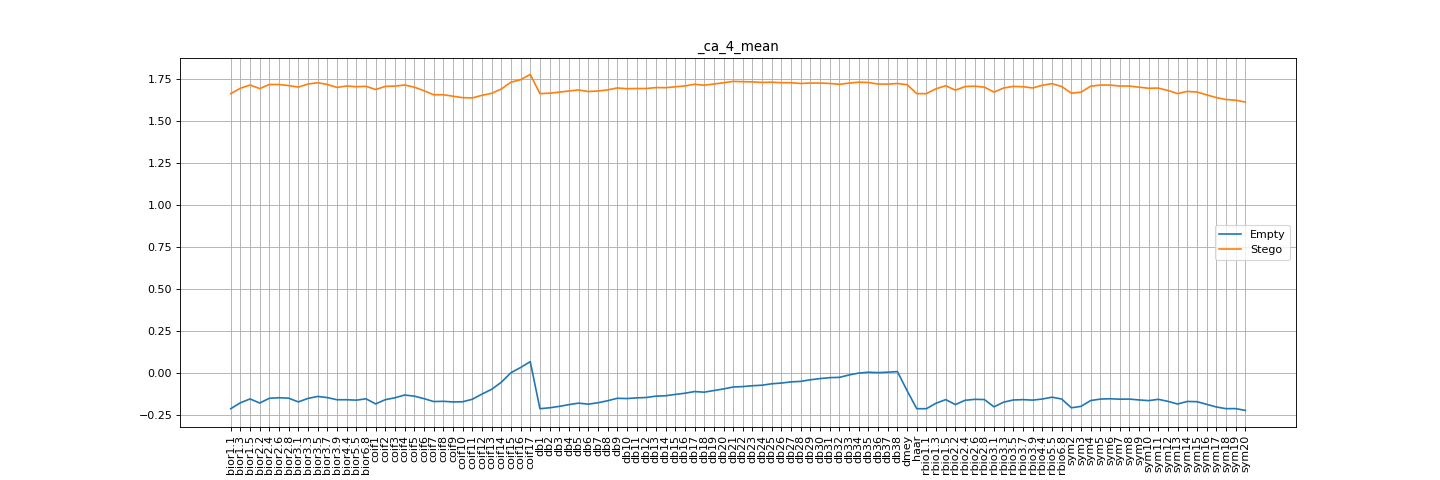 _ca_4_mean
1.75
1.50
1.25
1.00
0.75
0.50
0.25
0.00
−0.25
Empty
Stego
bior1.1
bior1.3
bior1.5
bior2.2
bior2.4
bior2.6
bior2.8
bior3.1
bior3.3
bior3.5
bior3.7
bior3.9
bior4.4
bior5.5
bior6.8
coif1
coif2
coif3
coif4
coif5
coif6
coif7
coif8
coif9
coif10
coif11
coif12
coif13
coif14
coif15
coif16
coif17
db1
db2
db3
db4
db5
db6
db7
db8
db9
db10
db11
db12
db13
db14
db15
db16
db17
db18
db19
db20
db21
db22
db23
db24
db25
db26
db27
db28
db29
db30
db31
db32
db33
db34
db35
db36
db37
db38
dmey
haar
rbio1.1
rbio1.3
rbio1.5
rbio2.2
rbio2.4
rbio2.6
rbio2.8
rbio3.1
rbio3.3
rbio3.5
rbio3.7
rbio3.9
rbio4.4
rbio5.5
rbio6.8
sym2
sym3
sym4
sym5
sym6
sym7
sym8
sym9
sym10
sym11
sym12
sym13
sym14
sym15
sym16
sym17
sym18
sym19
sym20